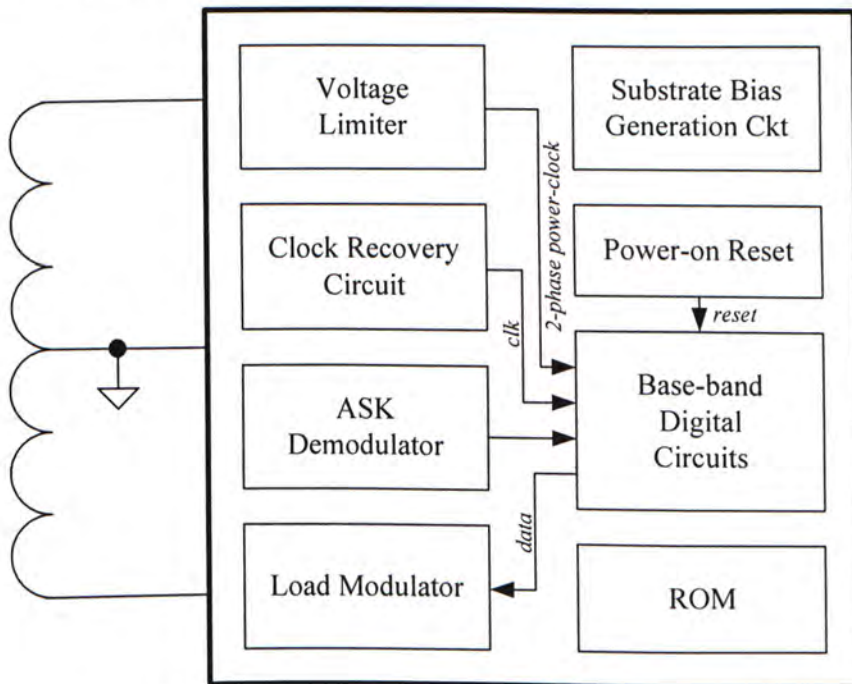 Voltage
Limiter
Substrate Bias
Generation Ckt
2-phase power-clock
Clock Recovery
Circuit
Power-on Reset
clk
reset
ASK
Demodulator
Base-band
Digital
Circuits
data
Load Modulator
ROM